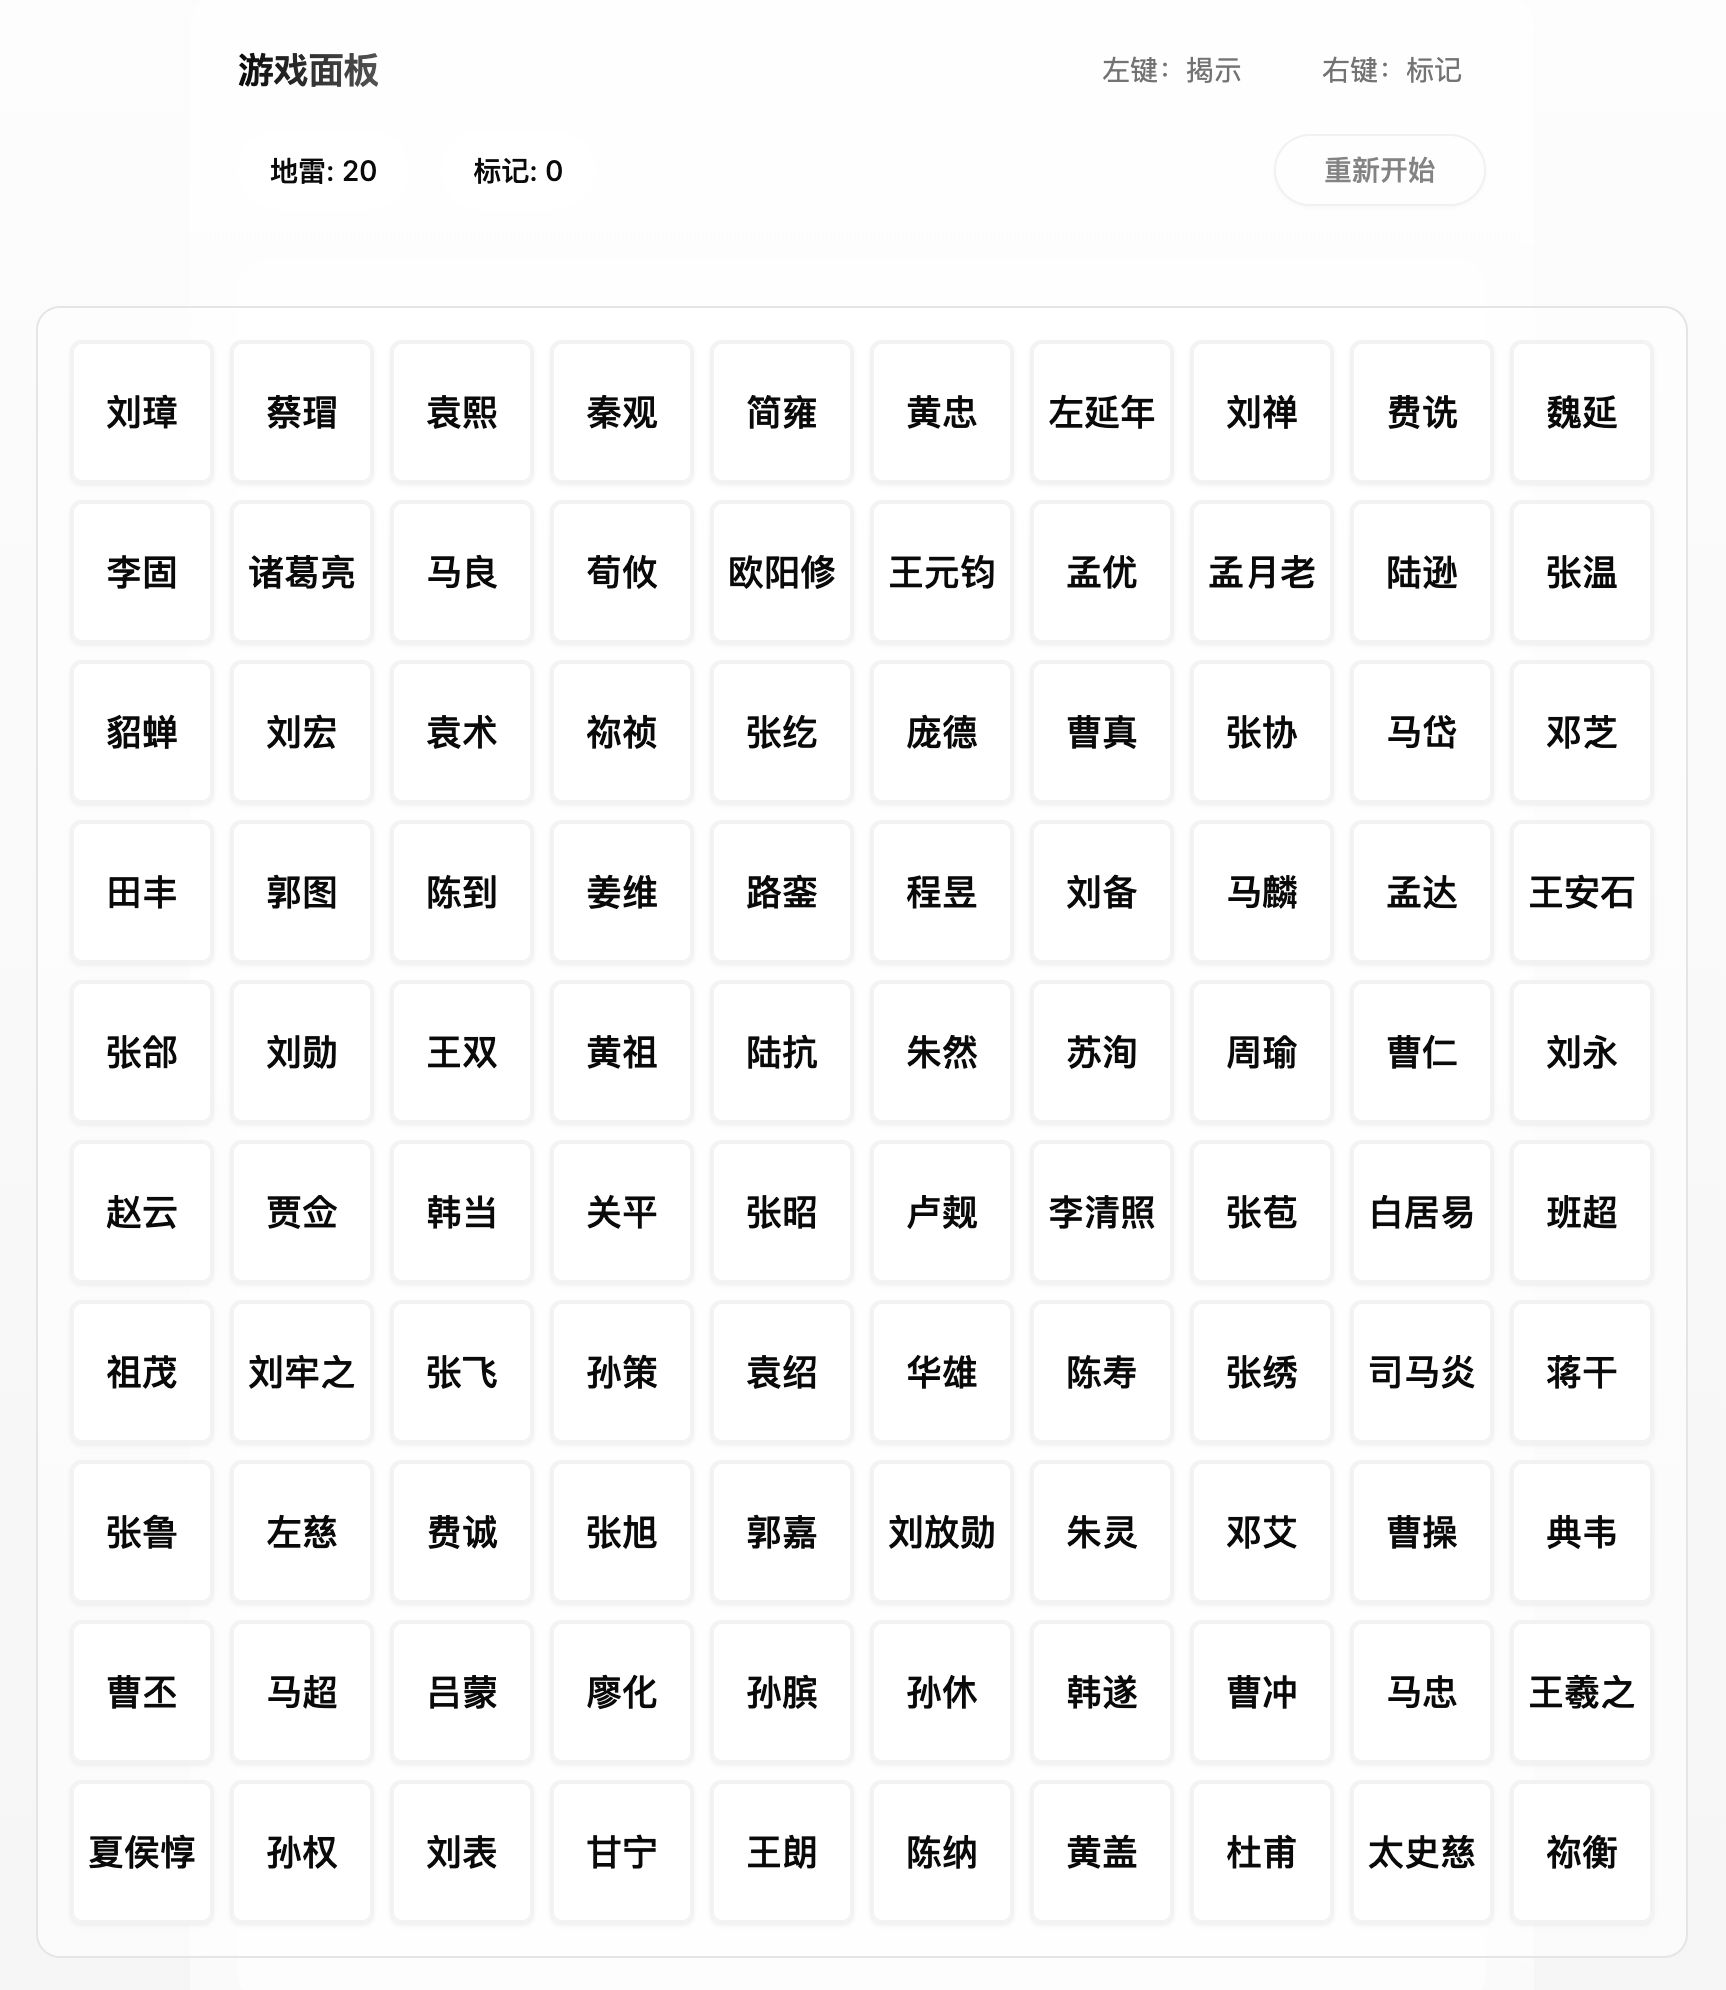 游戏面板 左键：揭示 右键：标记
地雷: 20 标记: 0 重新开始
刘璋 蔡瑁 袁熙 秦观 简雍 黄忠 左延年 刘禅 费诜 魏延
李固 诸葛亮 马良 荀攸 欧阳修 王元钧 孟优 孟月老 陆逊 张温
貂蝉 刘宏 袁术 祢祯 张纥 庞德 曹真 张协 马岱 邓芝
田丰 郭图 陈到 姜维 路銮 程昱 刘备 马麟 孟达 王安石
张郃 刘勋 王双 黄祖 陆抗 朱然 苏洵 周瑜 曹仁 刘永
赵云 贾佥 韩当 关平 张昭 卢觌 李清照 张苞 白居易 班超
祖茂 刘牢之 张飞 孙策 袁绍 华雄 陈寿 张绣 司马炎 蒋干
张鲁 左慈 费诚 张旭 郭嘉 刘放勋 朱灵 邓艾 曹操 典韦
曹丕 马超 吕蒙 廖化 孙膑 孙休 韩遂 曹冲 马忠 王羲之
夏侯惇 孙权 刘表 甘宁 王朗 陈纳 黄盖 杜甫 太史慈 祢衡